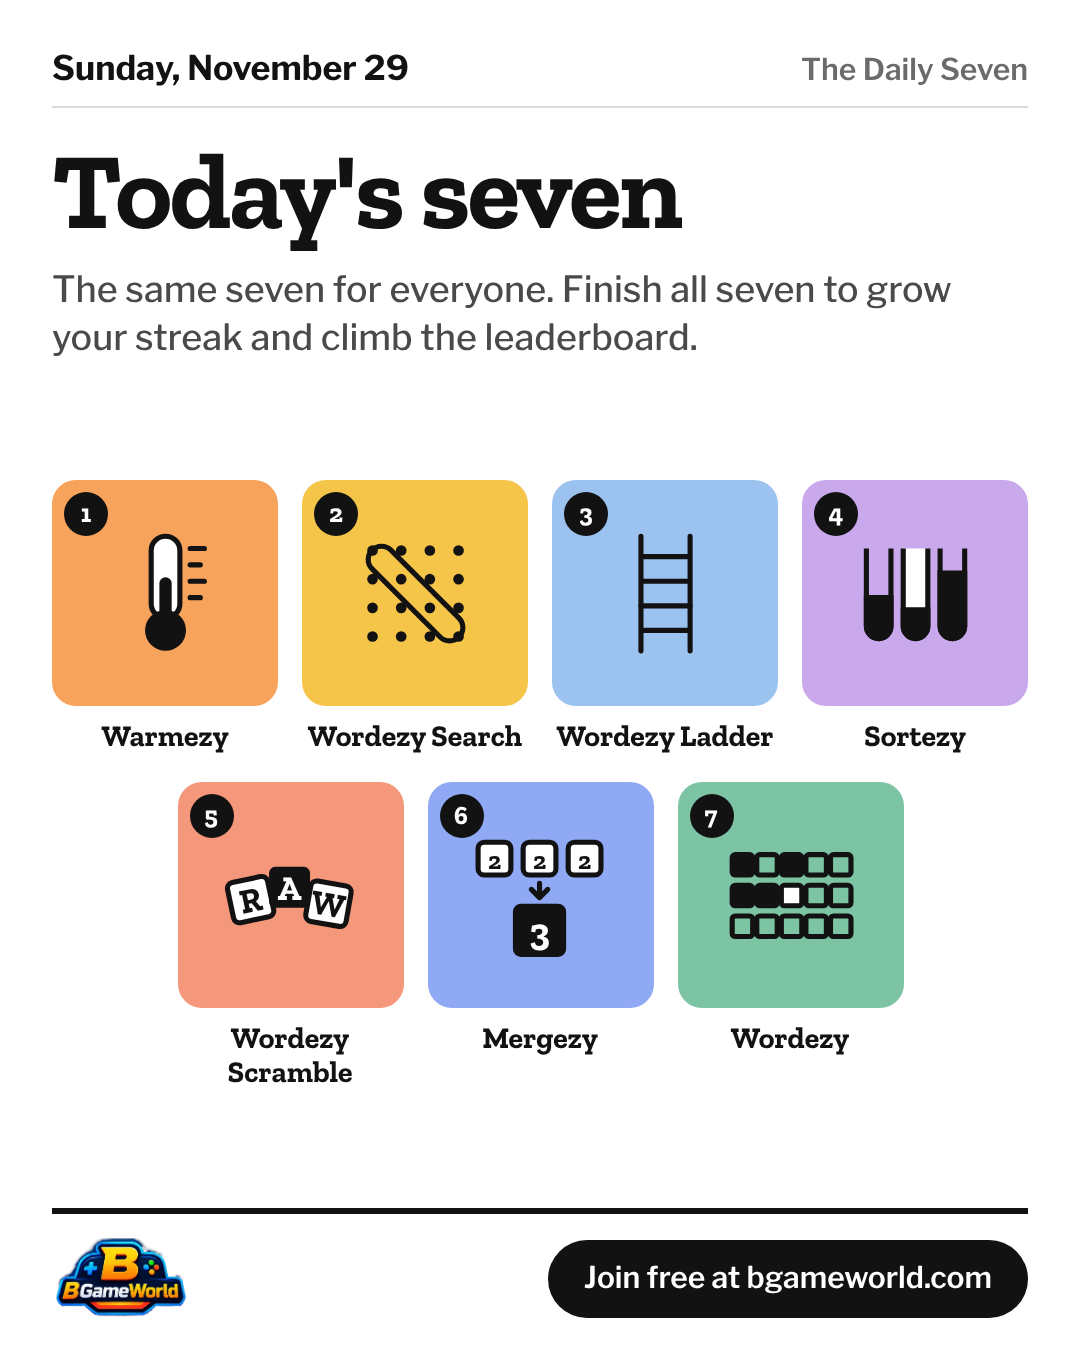 Sunday, November 29
The Daily Seven
Today's seven
The same seven for everyone. Finish all seven to grow
your streak and climb the leaderboard.
1
2
3
4
Warmezy
Wordezy Search
Wordezy Ladder
Sortezy
5
6
7
R A W
2 2 2
3
Wordezy
Scramble
Mergezy
Wordezy
B
BGameWorld
Join free at bgameworld.com